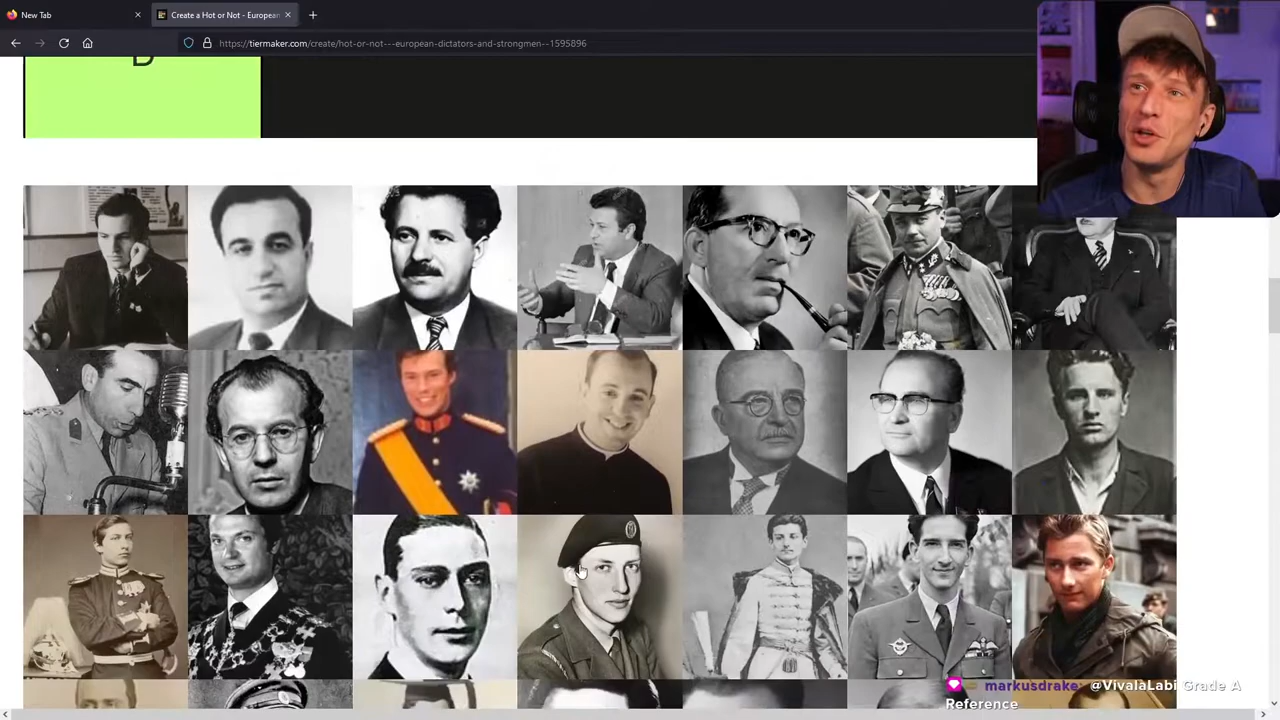 New Tab
Create a Hot or Not - European
https://tiermaker.com/create/hot-or-not---european-dictators-and-strongmen--1595896
markusdrake: @VivalaLabi Grade A
Reference